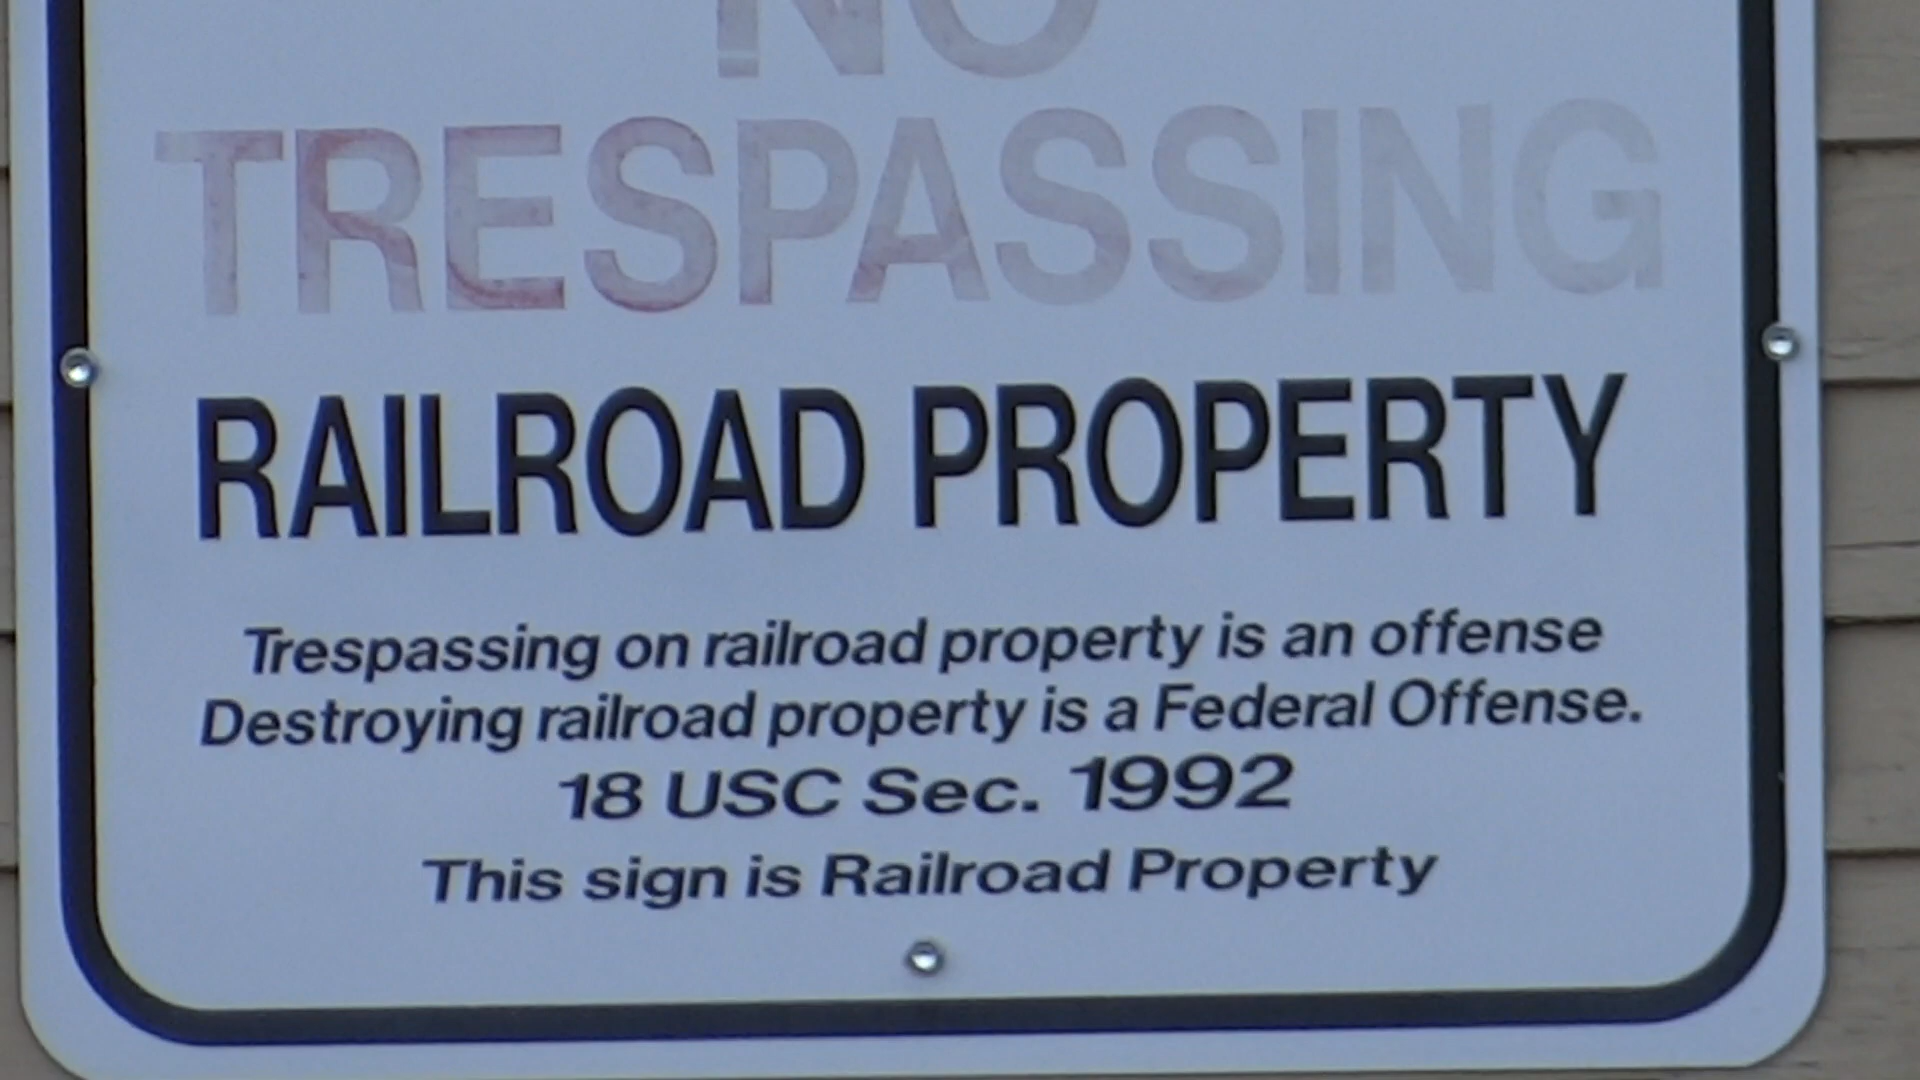 NO
TRESPASSING
RAILROAD PROPERTY
Trespassing on railroad property is an offense
Destroying railroad property is a Federal Offense.
18 USC Sec. 1992
This sign is Railroad Property